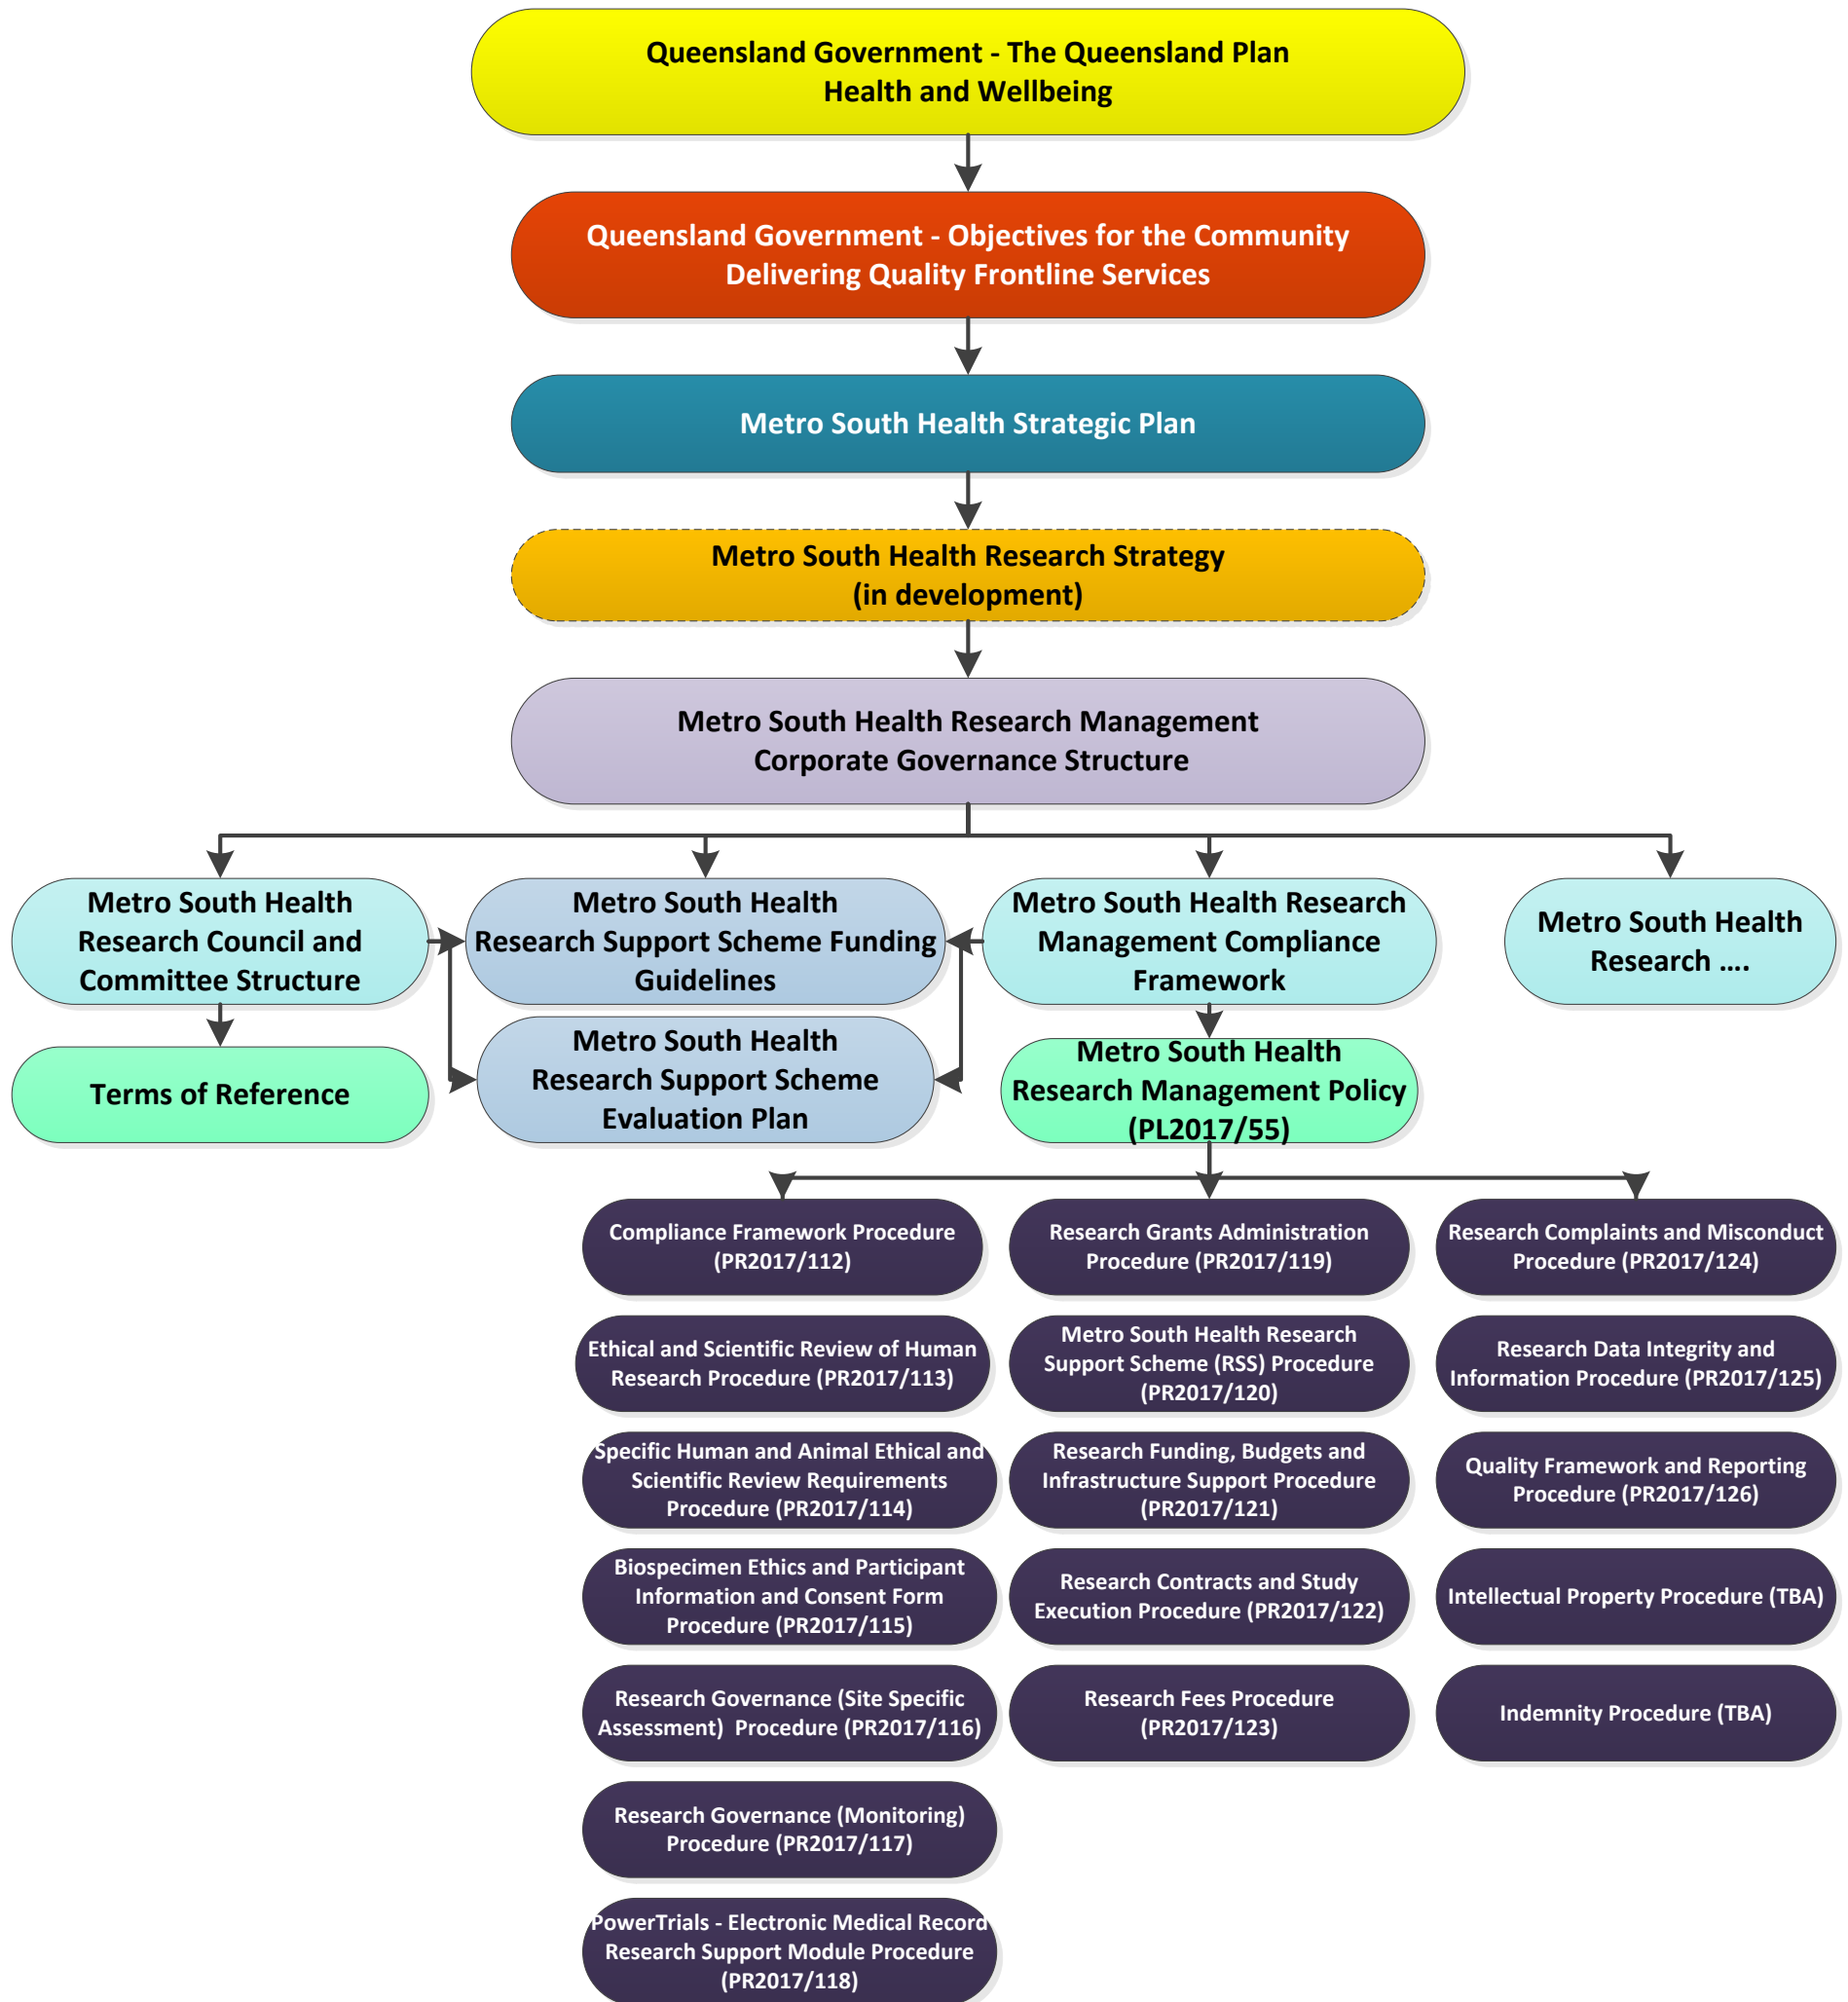 Queensland Government - The Queensland Plan
Health and Wellbeing
Queensland Government - Objectives for the Community
Delivering Quality Frontline Services
Metro South Health Strategic Plan
Metro South Health Research Strategy
(in development)
Metro South Health Research Management
Corporate Governance Structure
Metro South Health
Research Council and
Committee Structure
Metro South Health
Research Support Scheme Funding
Guidelines
Metro South Health Research
Management Compliance
Framework
Metro South Health
Research ....
Terms of Reference
Metro South Health
Research Support Scheme
Evaluation Plan
Metro South Health
Research Management Policy
(PL2017/55)
Compliance Framework Procedure
(PR2017/112)
Ethical and Scientific Review of Human
Research Procedure (PR2017/113)
Specific Human and Animal Ethical and
Scientific Review Requirements
Procedure (PR2017/114)
Biospecimen Ethics and Participant
Information and Consent Form
Procedure (PR2017/115)
Research Governance (Site Specific
Assessment)  Procedure (PR2017/116)
Research Governance (Monitoring)
Procedure (PR2017/117)
PowerTrials - Electronic Medical Record
Research Support Module Procedure
(PR2017/118)
Research Grants Administration
Procedure (PR2017/119)
Metro South Health Research
Support Scheme (RSS) Procedure
(PR2017/120)
Research Funding, Budgets and
Infrastructure Support Procedure
(PR2017/121)
Research Contracts and Study
Execution Procedure (PR2017/122)
Research Fees Procedure
(PR2017/123)
Research Complaints and Misconduct
Procedure (PR2017/124)
Research Data Integrity and
Information Procedure (PR2017/125)
Quality Framework and Reporting
Procedure (PR2017/126)
Intellectual Property Procedure (TBA)
Indemnity Procedure (TBA)